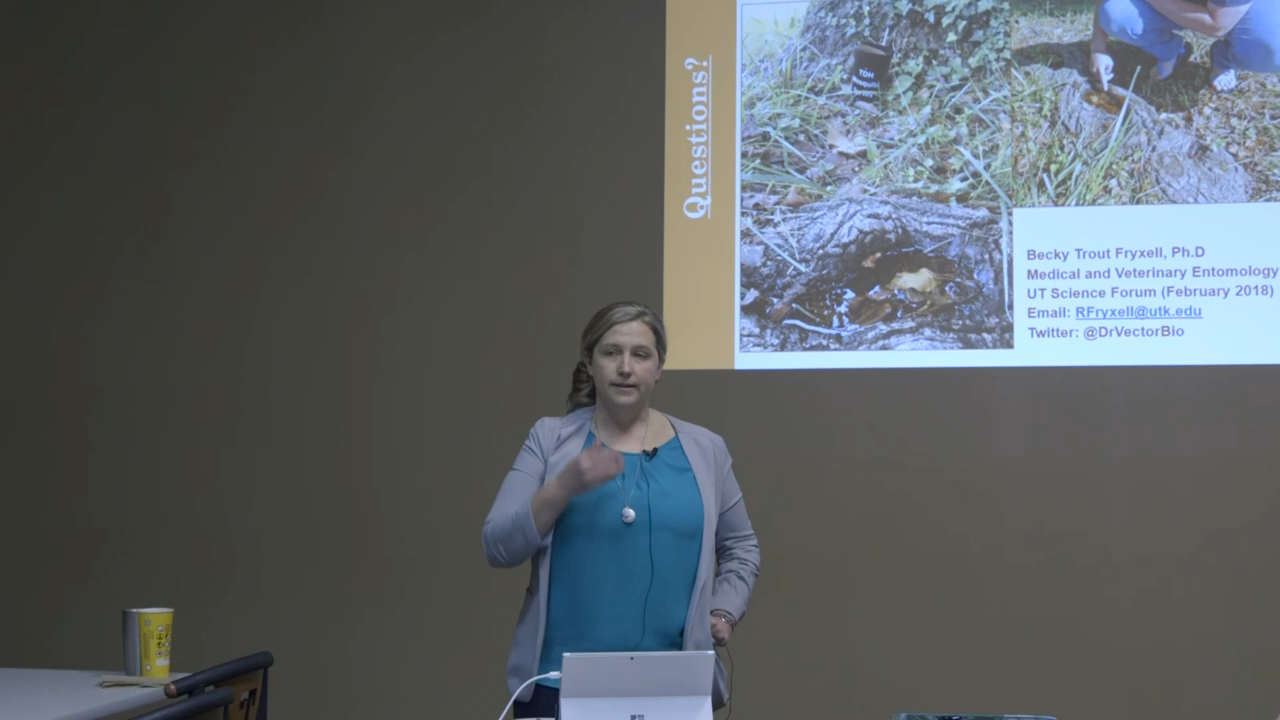 Questions?
TDH
Becky Trout Fryxell, Ph.D
Medical and Veterinary Entomology
UT Science Forum (February 2018)
Email: RFryxell@utk.edu
Twitter: @DrVectorBio